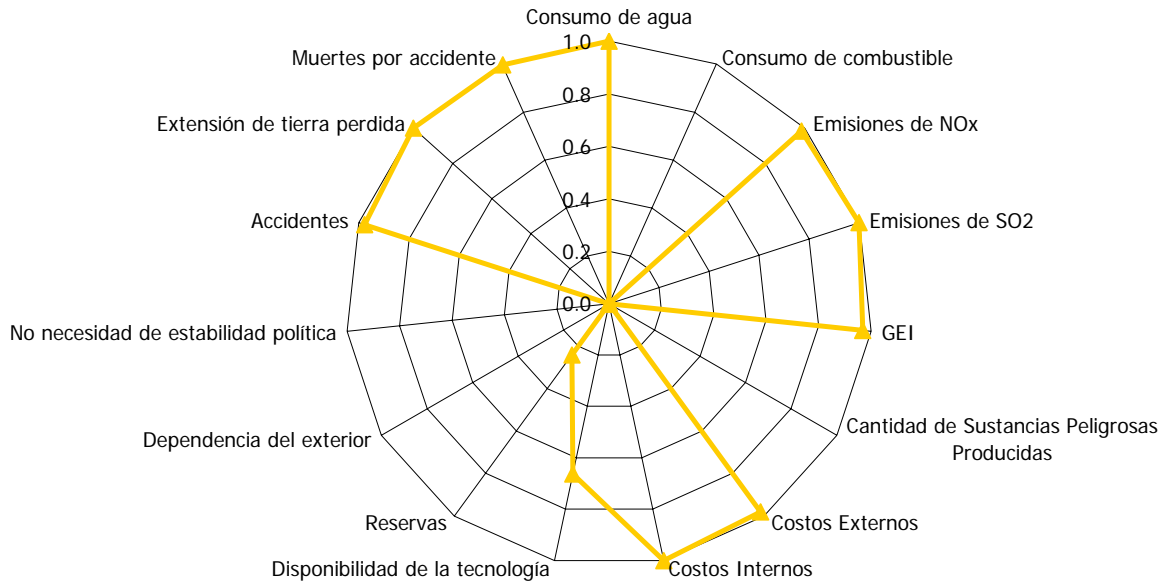 Consumo de agua
1.0
Muertes por accidente
Consumo de combustible
0.8
Extensión de tierra perdida
Emisiones de NOx
0.6
0.4
Accidentes
Emisiones de SO2
0.2
0.0
No necesidad de estabilidad política
GEI
Dependencia del exterior
Cantidad de Sustancias Peligrosas
Producidas
Reservas
Costos Externos
Disponibilidad de la tecnología
Costos Internos